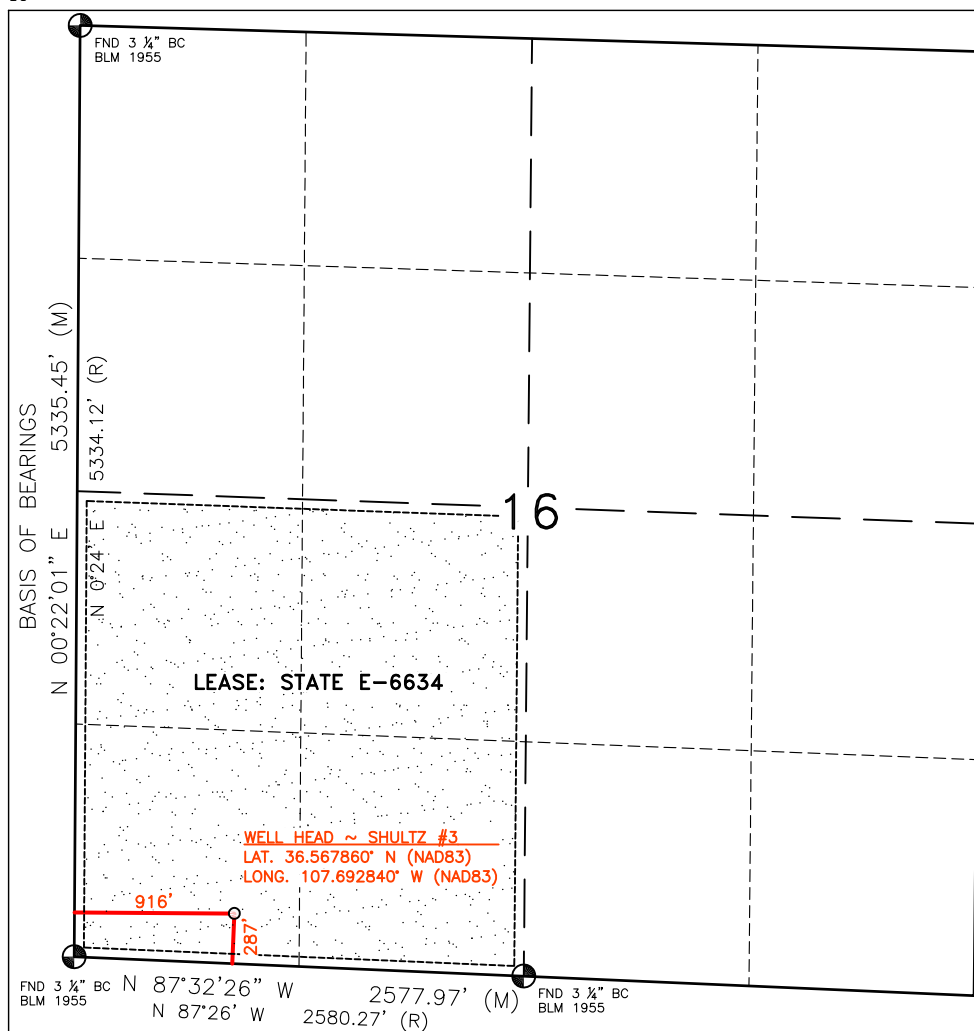 FND 3 ¼" BC
BLM 1955
BASIS OF BEARINGS
N 00°22'01" E 5335.45' (M)
N 0°24' E 5334.12' (R)
16
LEASE: STATE E-6634
WELL HEAD ~ SHULTZ #3
LAT. 36.567860° N (NAD83)
LONG. 107.692840° W (NAD83)
916'
287'
FND 3 ¼" BC
BLM 1955
N 87°32'26" W 2577.97' (M)
N 87°26' W 2580.27' (R)
FND 3 ¼" BC
BLM 1955